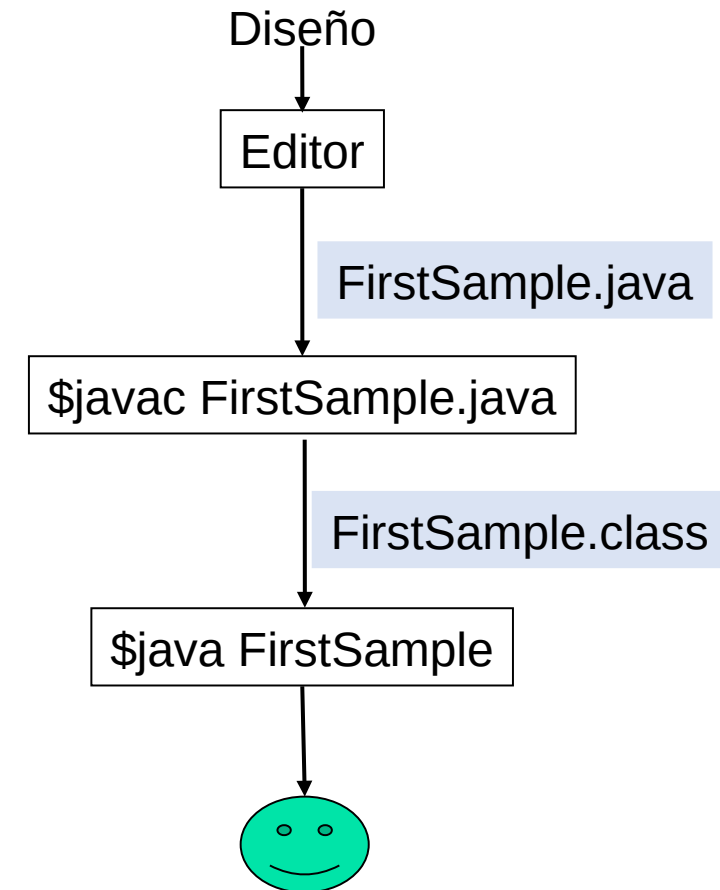 Diseño
Editor
FirstSample.java
$javac FirstSample.java
FirstSample.class
$java FirstSample